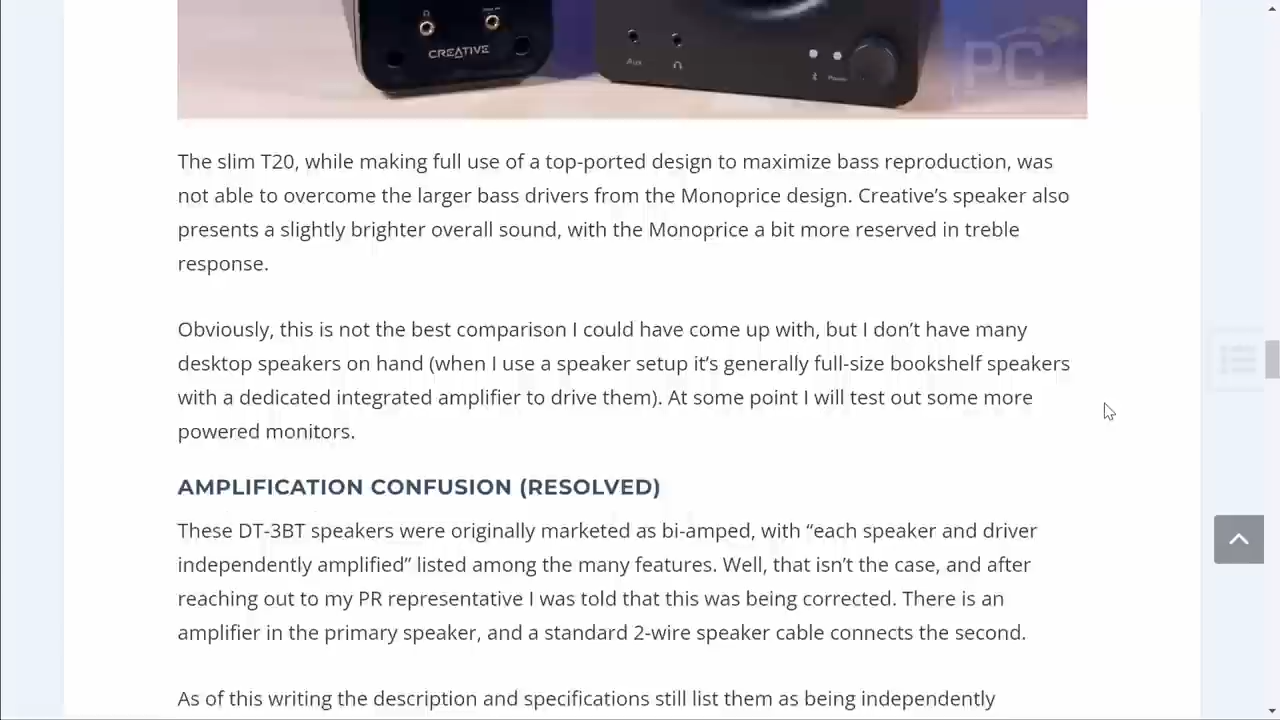 CREATIVE
Aux
PC
The slim T20, while making full use of a top-ported design to maximize bass reproduction, was
not able to overcome the larger bass drivers from the Monoprice design. Creative’s speaker also
presents a slightly brighter overall sound, with the Monoprice a bit more reserved in treble
response.
Obviously, this is not the best comparison I could have come up with, but I don’t have many
desktop speakers on hand (when I use a speaker setup it’s generally full-size bookshelf speakers
with a dedicated integrated amplifier to drive them). At some point I will test out some more
powered monitors.
AMPLIFICATION CONFUSION (RESOLVED)
These DT-3BT speakers were originally marketed as bi-amped, with “each speaker and driver
independently amplified” listed among the many features. Well, that isn’t the case, and after
reaching out to my PR representative I was told that this was being corrected. There is an
amplifier in the primary speaker, and a standard 2-wire speaker cable connects the second.
As of this writing the description and specifications still list them as being independently